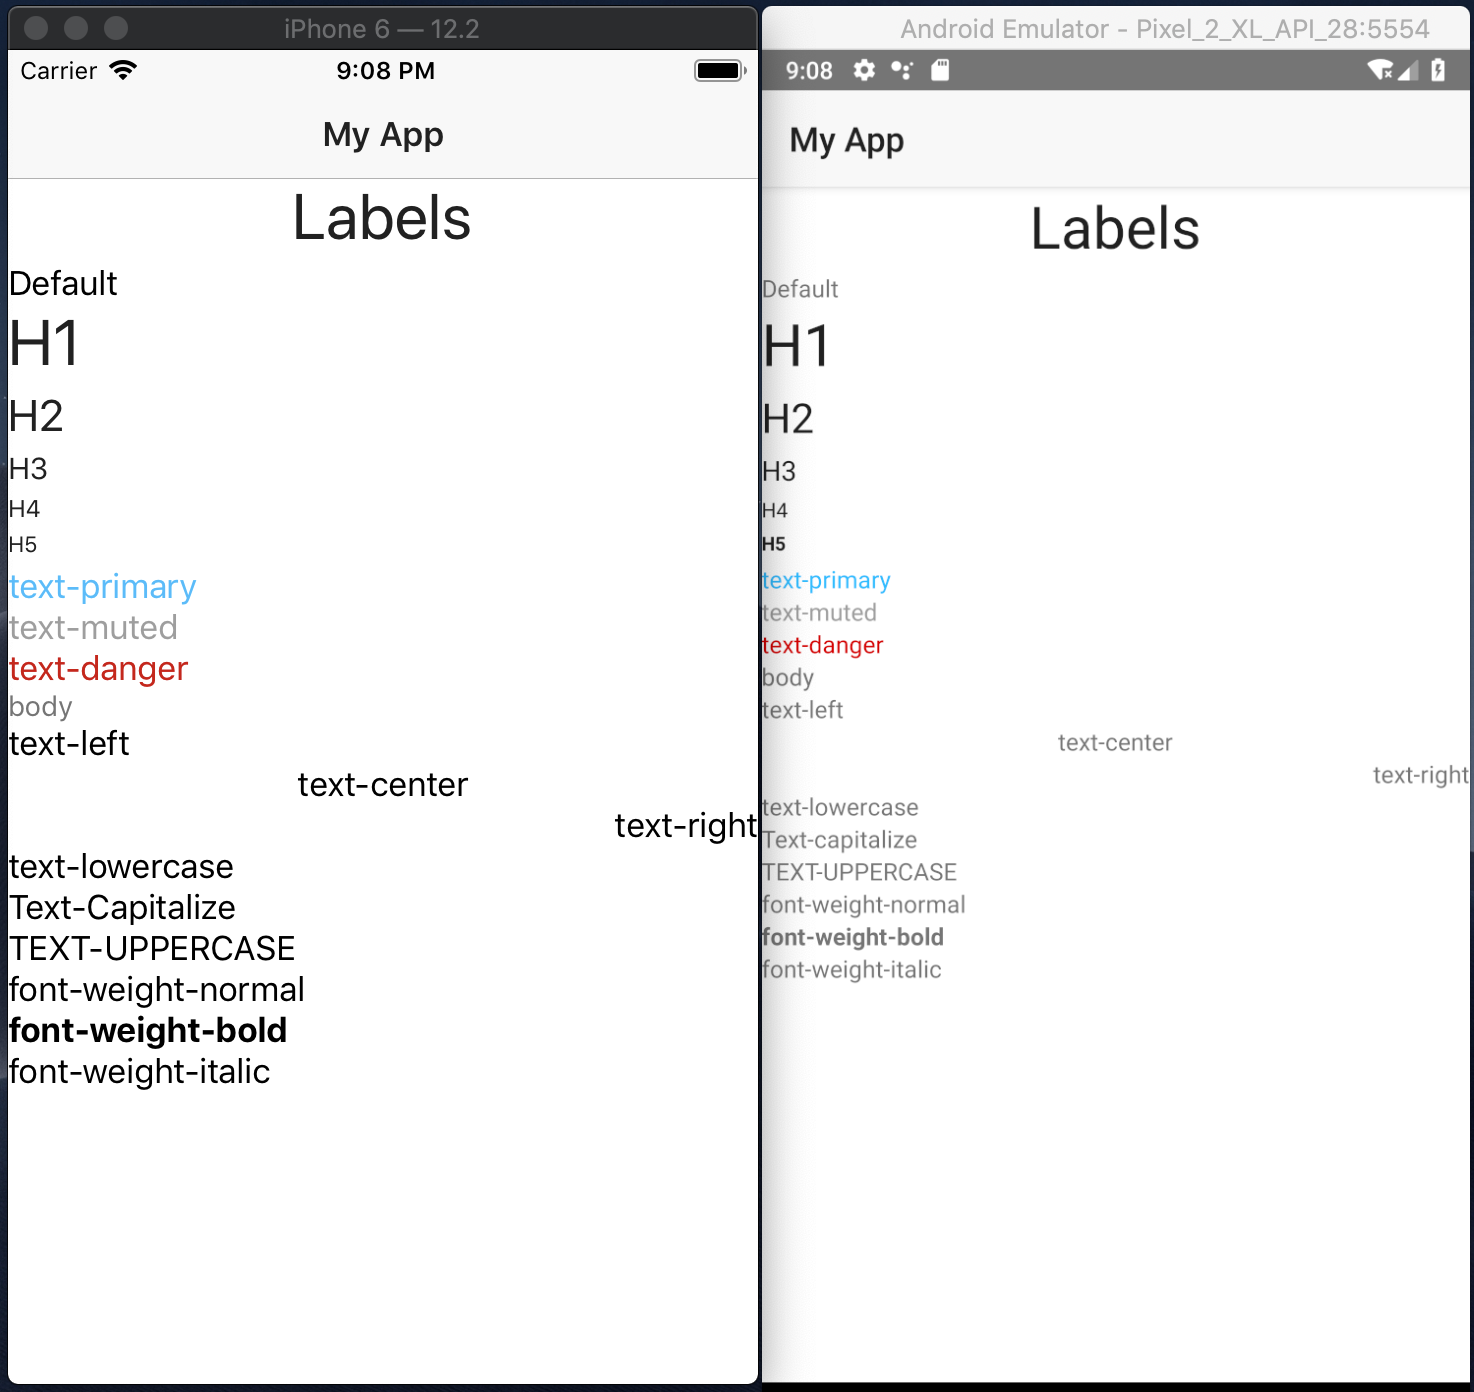 iPhone 6 — 12.2
Carrier 9:08 PM
My App
Labels
Default
H1
H2
H3
H4
H5
text-primary
text-muted
text-danger
body
text-left
text-center
text-right
text-lowercase
Text-Capitalize
TEXT-UPPERCASE
font-weight-normal
font-weight-bold
font-weight-italic
Android Emulator - Pixel_2_XL_API_28:5554
9:08
My App
Labels
Default
H1
H2
H3
H4
H5
text-primary
text-muted
text-danger
body
text-left
text-center
text-right
text-lowercase
Text-capitalize
TEXT-UPPERCASE
font-weight-normal
font-weight-bold
font-weight-italic